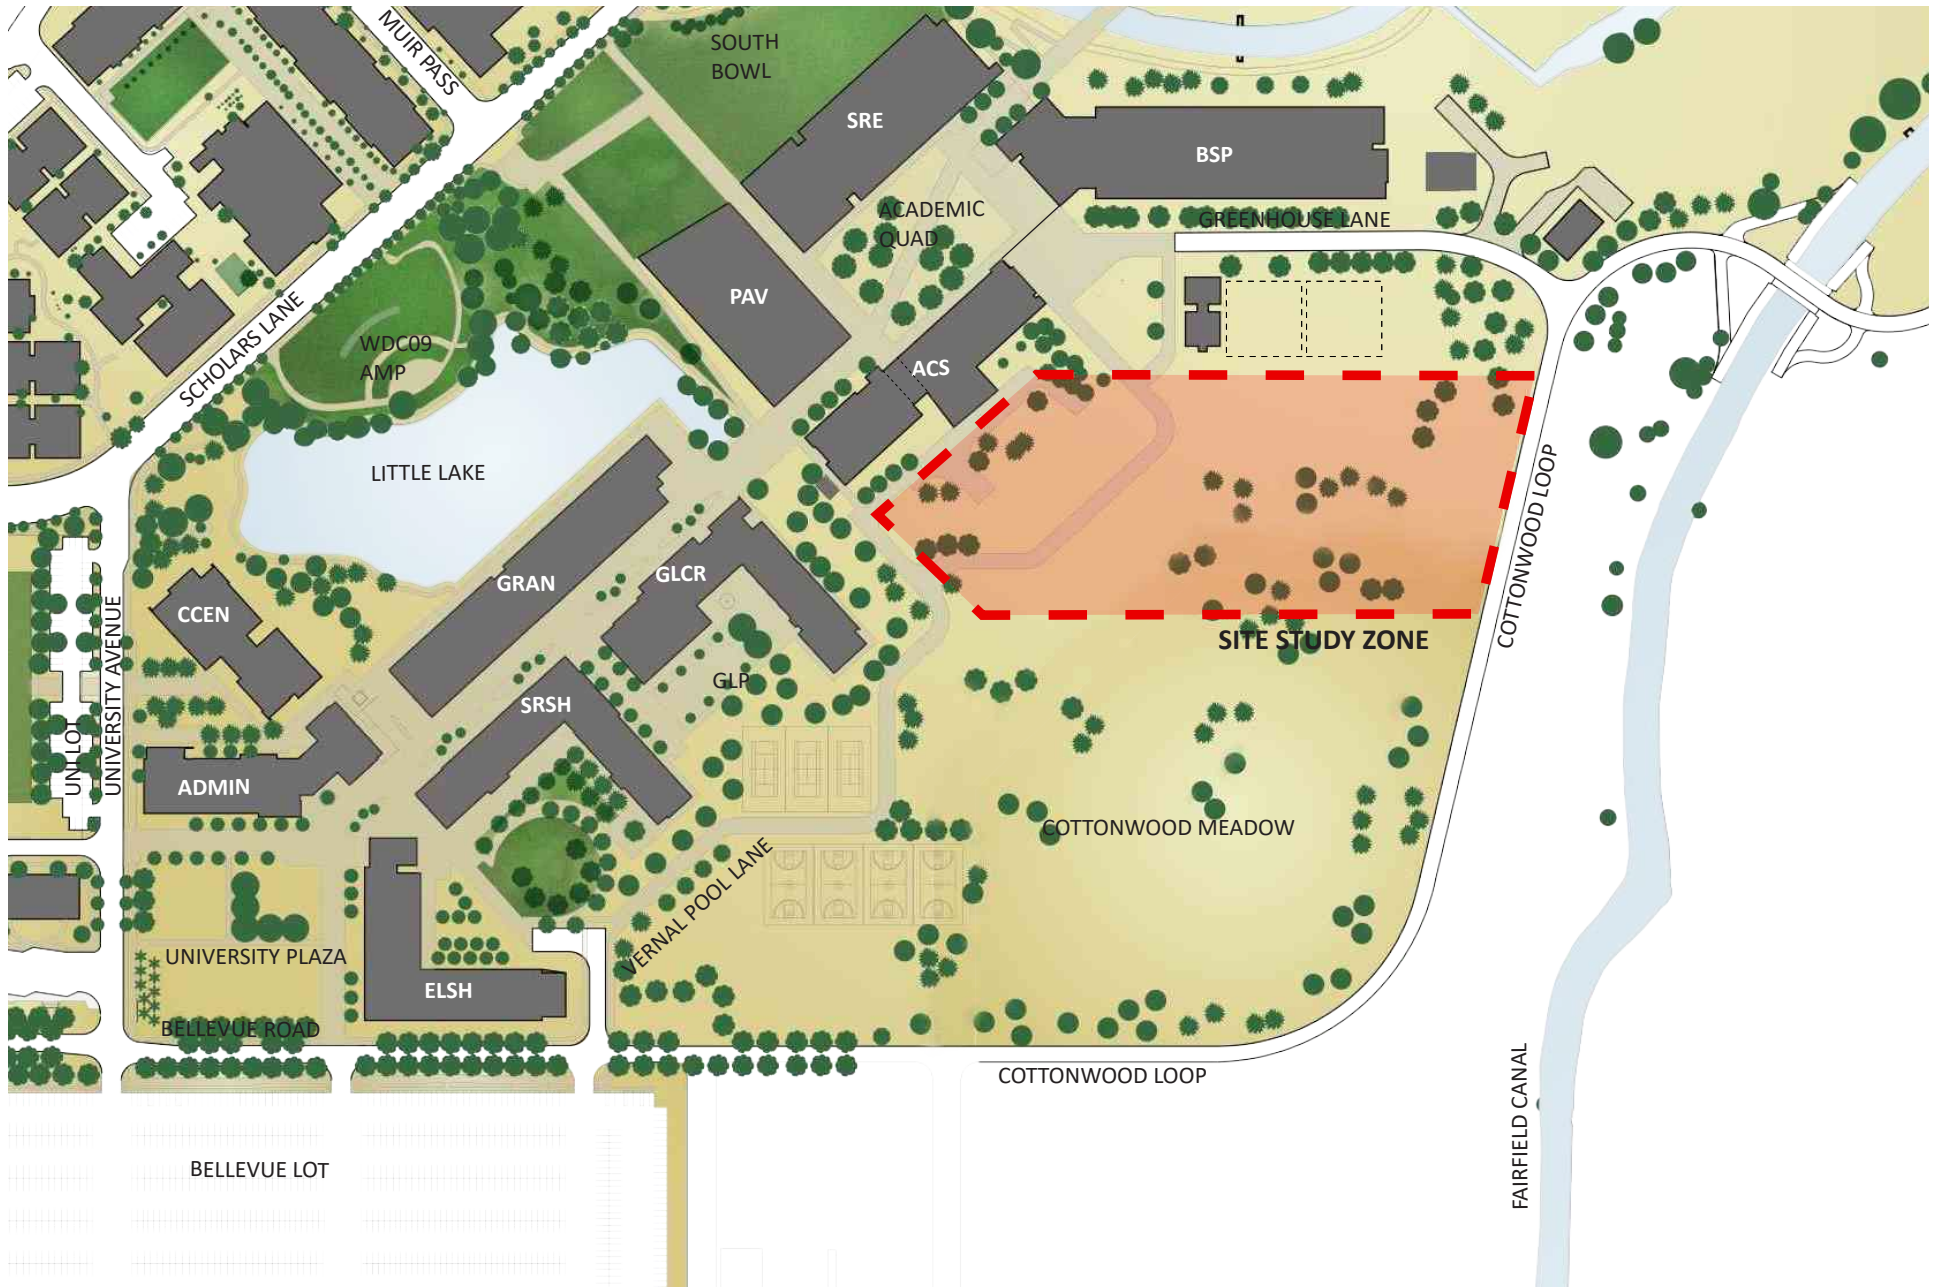 MUIR PASS
SOUTH
BOWL
SRE
BSP
ACADEMIC
QUAD
GREENHOUSE LANE
PAV
SCHOLARS LANE
WDC09
AMP
ACS
LITTLE LAKE
COTTONWOOD LOOP
GRAN
GLCR
CCEN
UNIVERSITY AVENUE
SITE STUDY ZONE
GLP
SRSH
UNI LOT
ADMIN
COTTONWOOD MEADOW
VERNAL POOL LANE
UNIVERSITY PLAZA
ELSH
BELLEVUE ROAD
COTTONWOOD LOOP
FAIRFIELD CANAL
BELLEVUE LOT